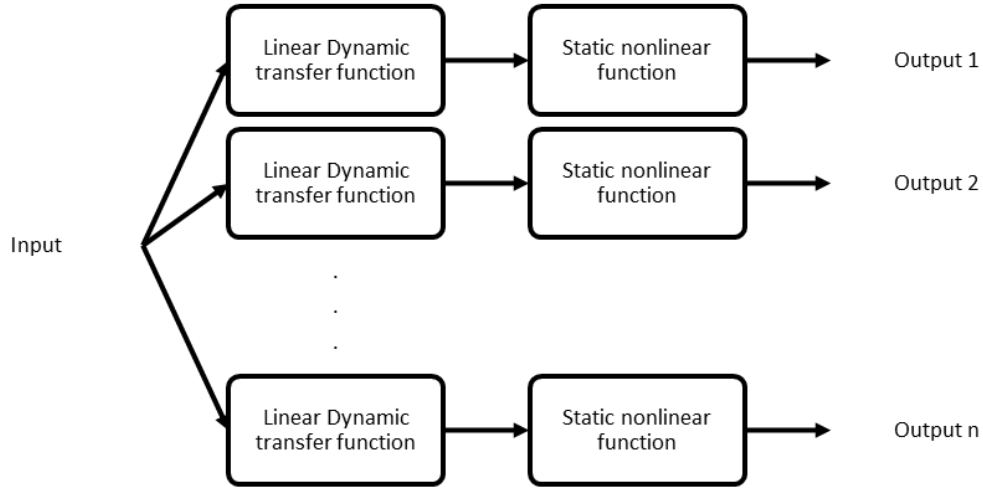 Linear Dynamic
transfer function
Static nonlinear
function
Output 1
Linear Dynamic
transfer function
Static nonlinear
function
Output 2
Input
.
.
.
Linear Dynamic
transfer function
Static nonlinear
function
Output n